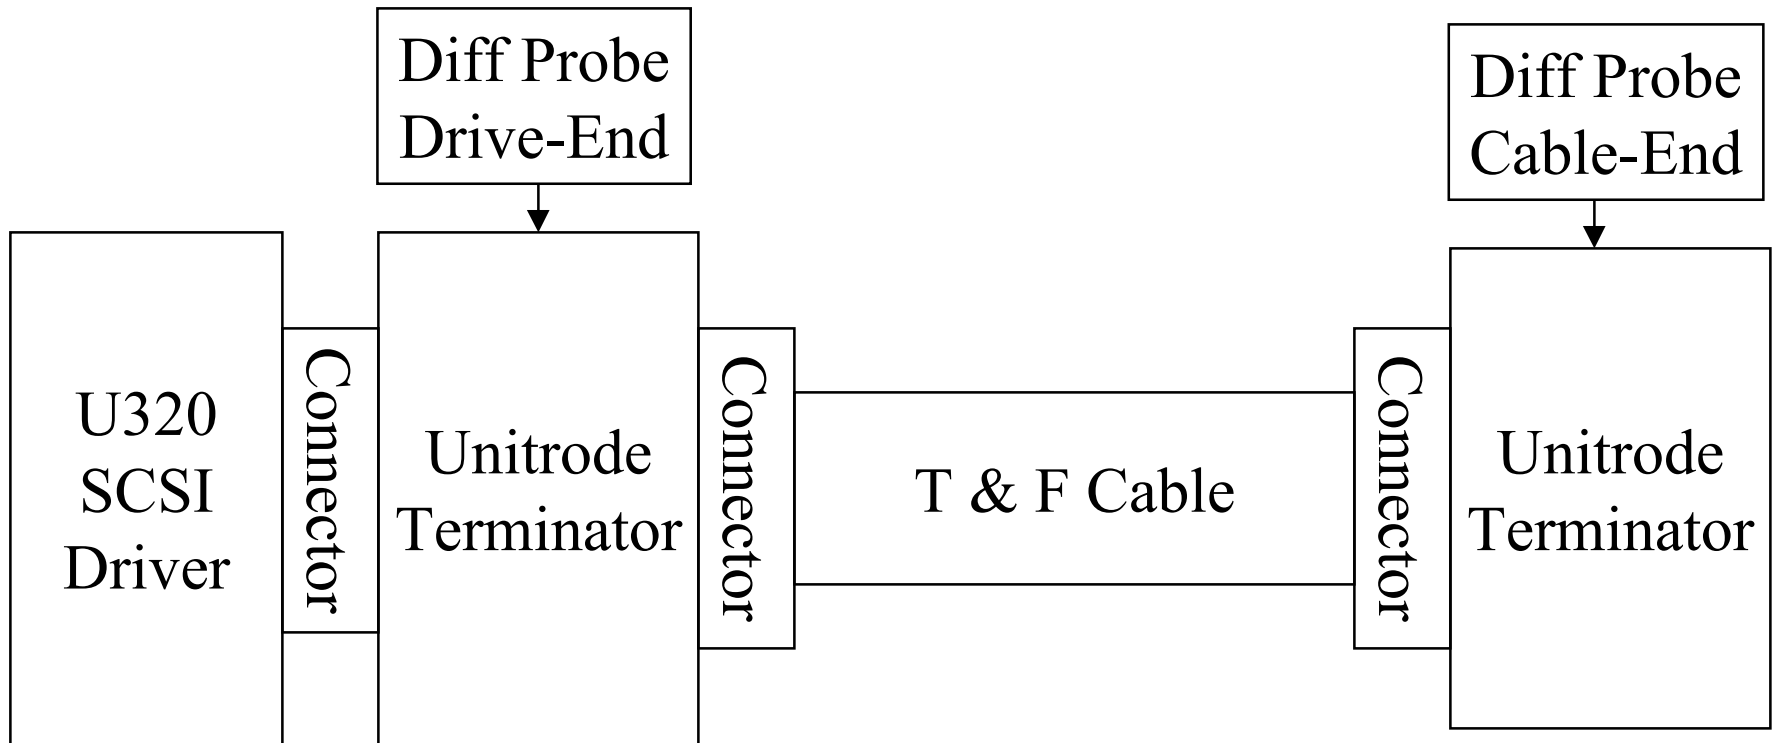 Diff Probe
Drive-End
Diff Probe
Cable-End
U320
SCSI
Driver
Connector
Unitrode
Terminator
Connector
T & F Cable
Connector
Unitrode
Terminator